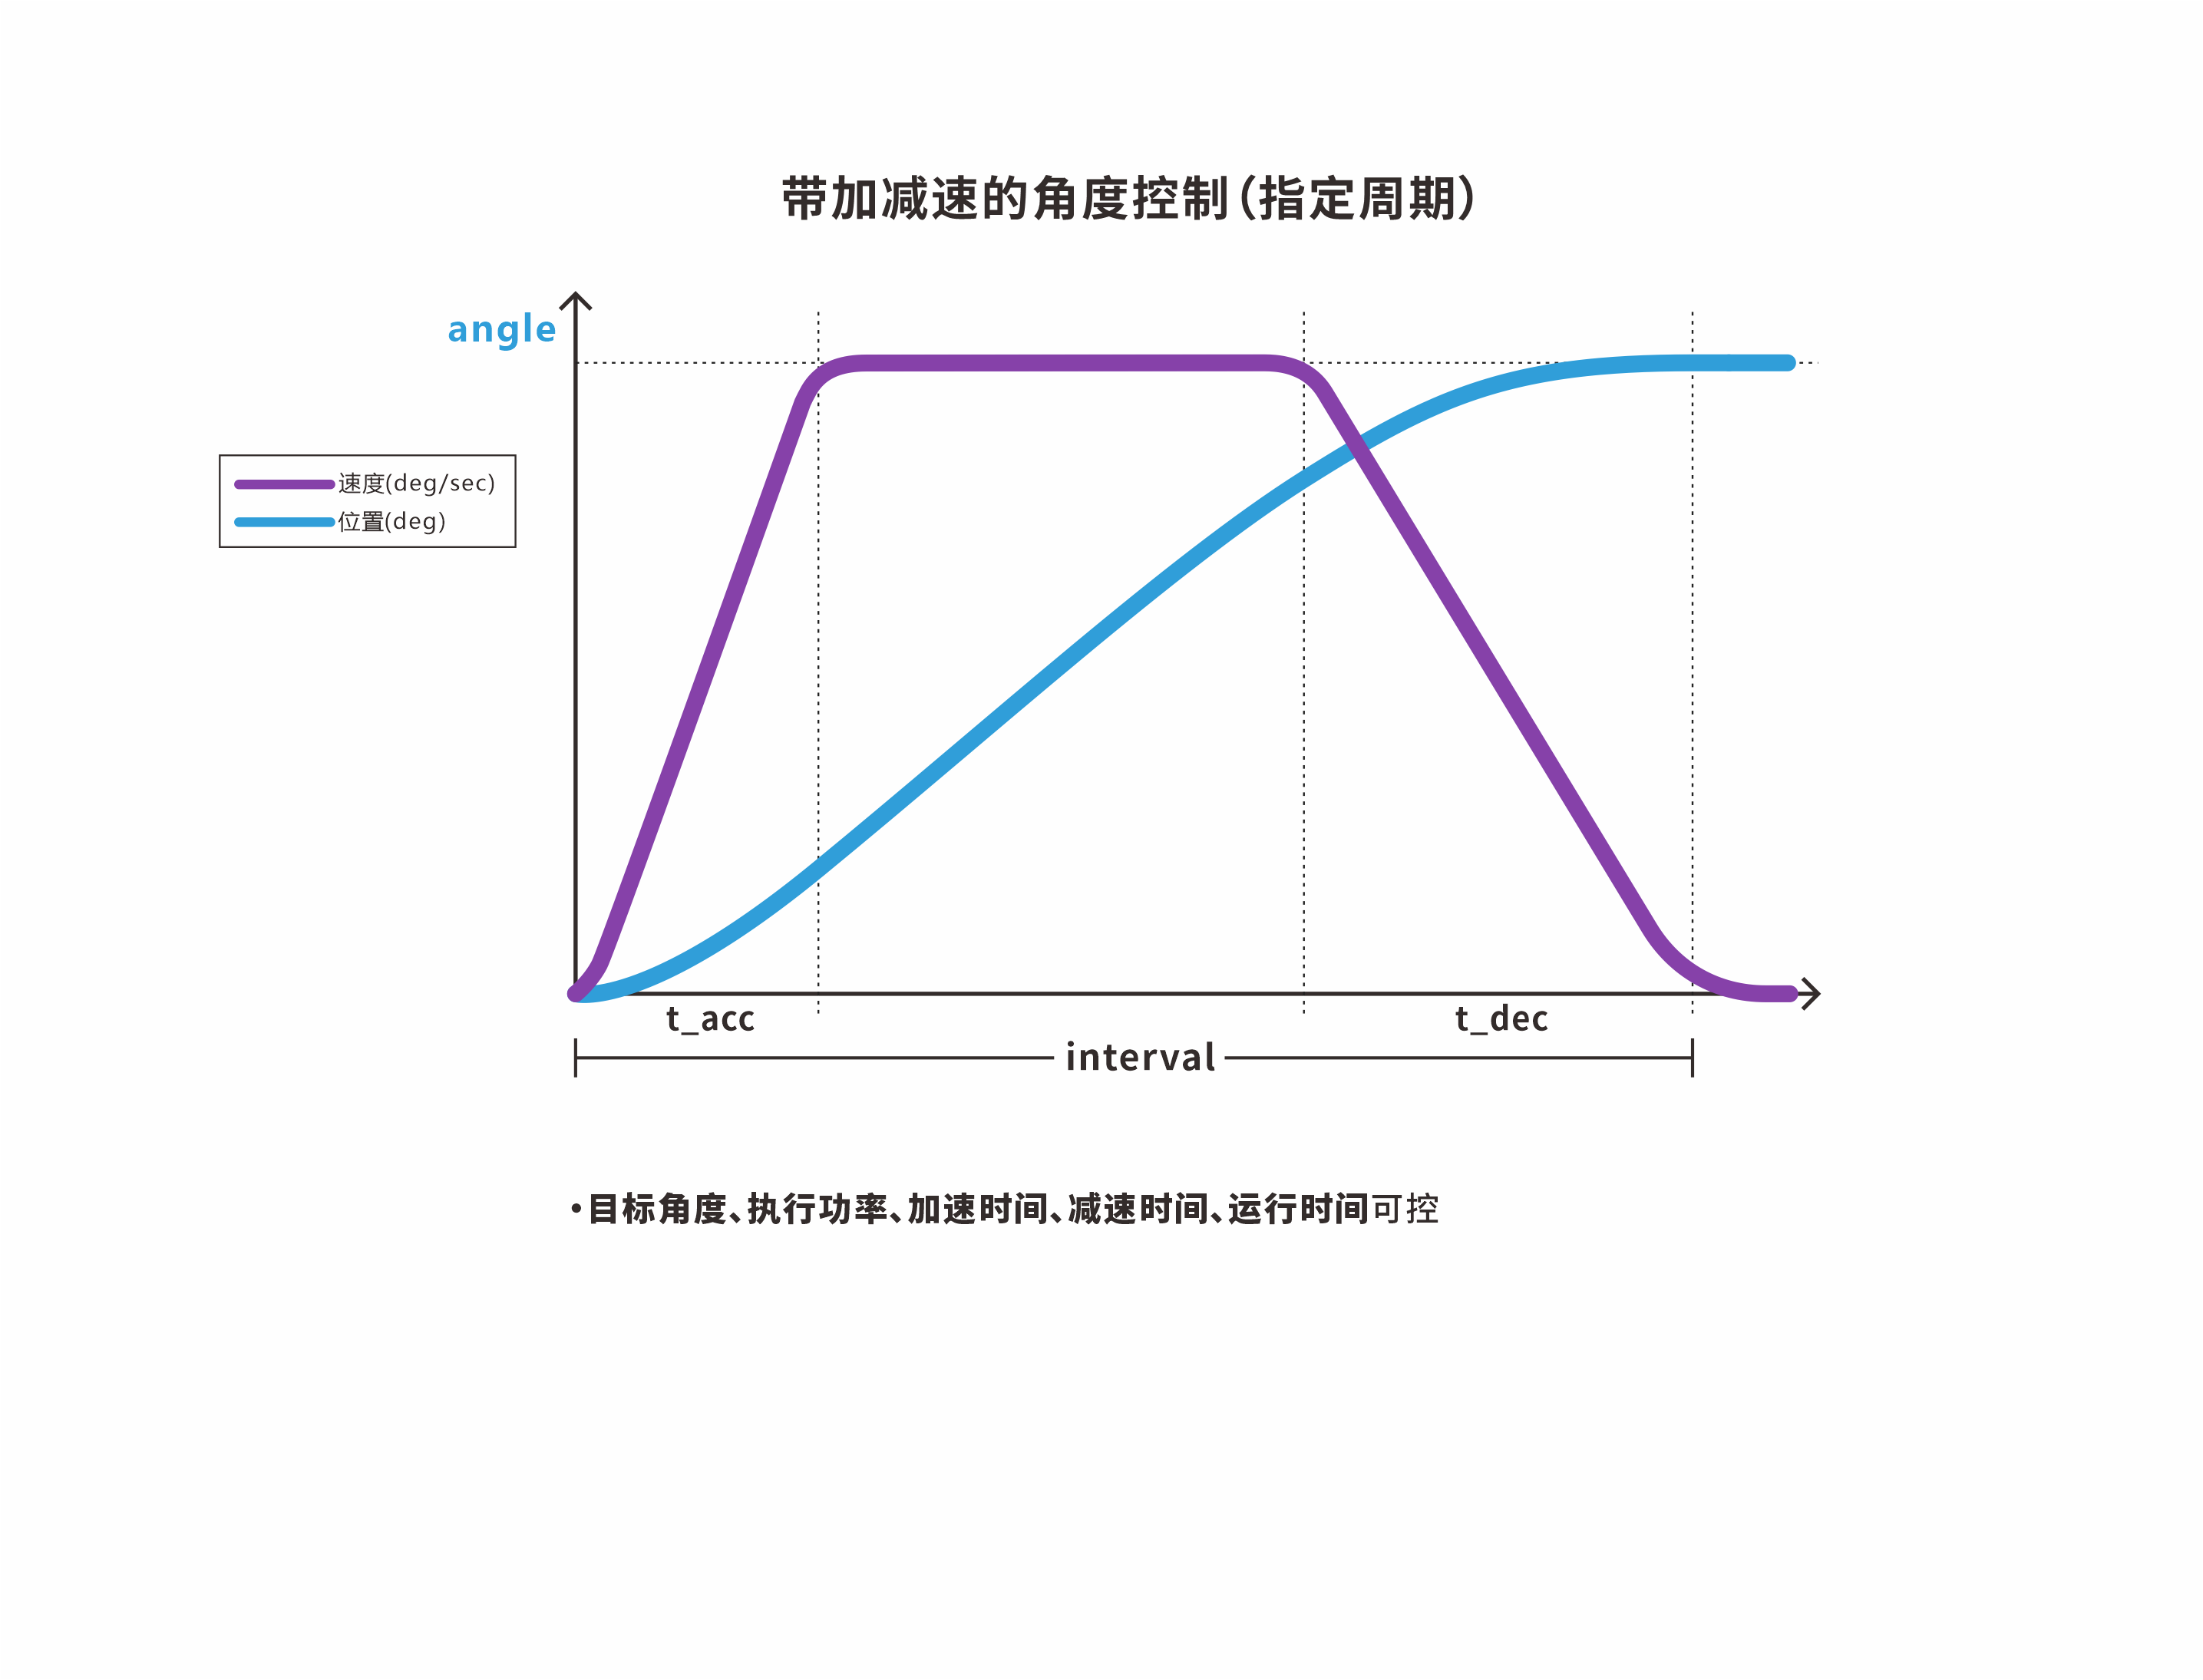 带加减速的角度控制(指定周期)
angle
速度(deg/sec)
位置(deg)
t_acc
t_dec
interval
•目标角度、执行功率、加速时间、减速时间、运行时间可控